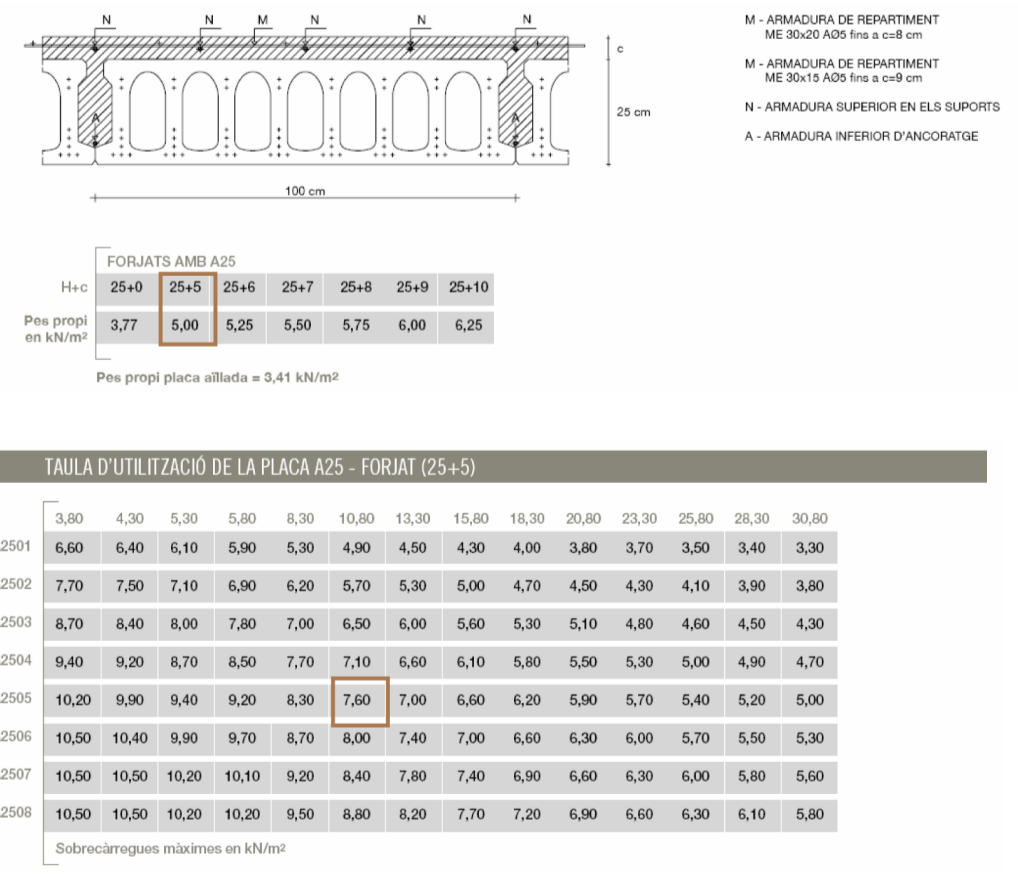 N N M N N N
M - ARMADURA DE REPARTIMENT
ME 30x20 AØ5 fins a c=8 cm
M - ARMADURA DE REPARTIMENT
ME 30x15 AØ5 fins a c=9 cm
N - ARMADURA SUPERIOR EN ELS SUPORTS
A - ARMADURA INFERIOR D'ANCORATGE
c
25 cm
A A
100 cm
FORJATS AMB A25
H+c 25+0 25+5 25+6 25+7 25+8 25+9 25+10
Pes propi
en kN/m² 3,77 5,00 5,25 5,50 5,75 6,00 6,25
Pes propi placa aïllada = 3,41 kN/m2
TAULA D'UTILITZACIÓ DE LA PLACA A25 - FORJAT (25+5)
3,80 4,30 5,30 5,80 8,30 10,80 13,30 15,80 18,30 20,80 23,30 25,80 28,30 30,80
2501 6,60 6,40 6,10 5,90 5,30 4,90 4,50 4,30 4,00 3,80 3,70 3,50 3,40 3,30
2502 7,70 7,50 7,10 6,90 6,20 5,70 5,30 5,00 4,70 4,50 4,30 4,10 3,90 3,80
2503 8,70 8,40 8,00 7,80 7,00 6,50 6,00 5,60 5,30 5,10 4,80 4,60 4,50 4,30
2504 9,40 9,20 8,70 8,50 7,70 7,10 6,60 6,10 5,80 5,50 5,30 5,00 4,90 4,70
2505 10,20 9,90 9,40 9,20 8,30 7,60 7,00 6,60 6,20 5,90 5,70 5,40 5,20 5,00
2506 10,50 10,40 9,90 9,70 8,70 8,00 7,40 7,00 6,60 6,30 6,00 5,70 5,50 5,30
2507 10,50 10,50 10,20 10,10 9,20 8,40 7,80 7,40 6,90 6,60 6,30 6,00 5,80 5,60
2508 10,50 10,50 10,20 10,20 9,50 8,80 8,20 7,70 7,20 6,90 6,60 6,30 6,10 5,80
Sobrecàrregues màximes en kN/m²